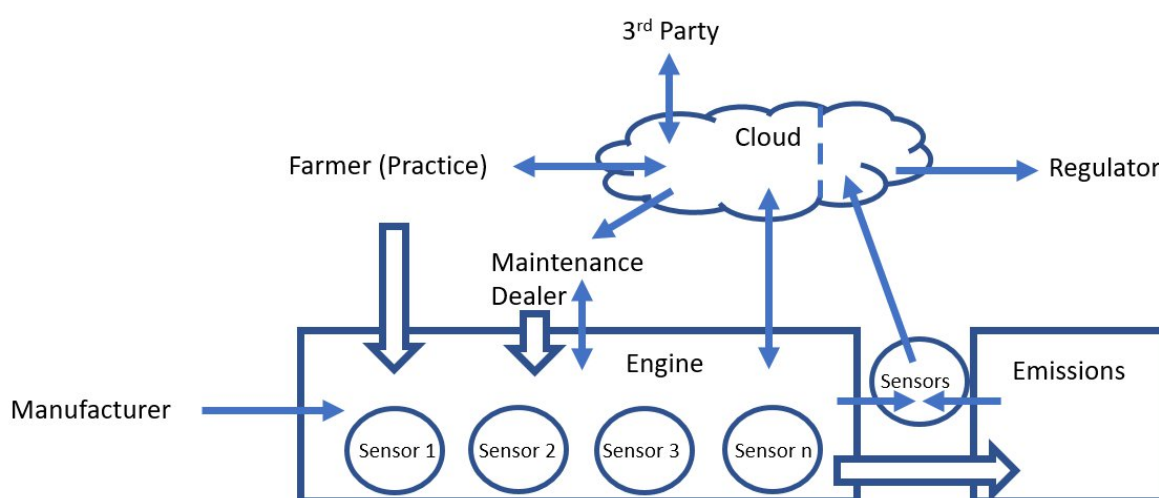 3rd Party
Cloud
Farmer (Practice)
Regulator
Maintenance
Dealer
Engine
Sensors
Emissions
Manufacturer
Sensor 1
Sensor 2
Sensor 3
Sensor n